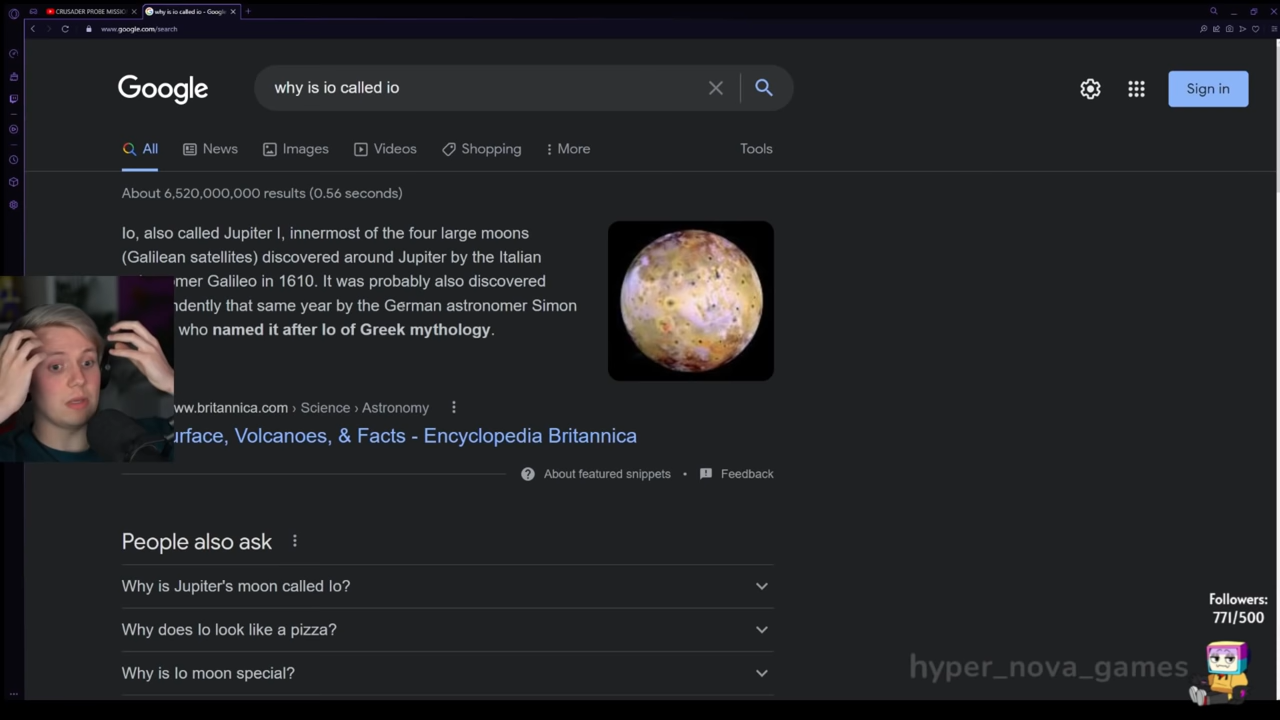 CRUSADER PROBE MISSIO
why is io called io - Google
www.google.com/search
Google
why is io called io
Sign in
All
News
Images
Videos
Shopping
More
Tools
About 6,520,000,000 results (0.56 seconds)
Io, also called Jupiter I, innermost of the four large moons
(Galilean satellites) discovered around Jupiter by the Italian
omer Galileo in 1610. It was probably also discovered
ndently that same year by the German astronomer Simon
who named it after Io of Greek mythology.
ww.britannica.com › Science › Astronomy
urface, Volcanoes, & Facts - Encyclopedia Britannica
About featured snippets
Feedback
People also ask
Why is Jupiter's moon called Io?
Why does Io look like a pizza?
Why is Io moon special?
Followers:
771/500
hyper_nova_games